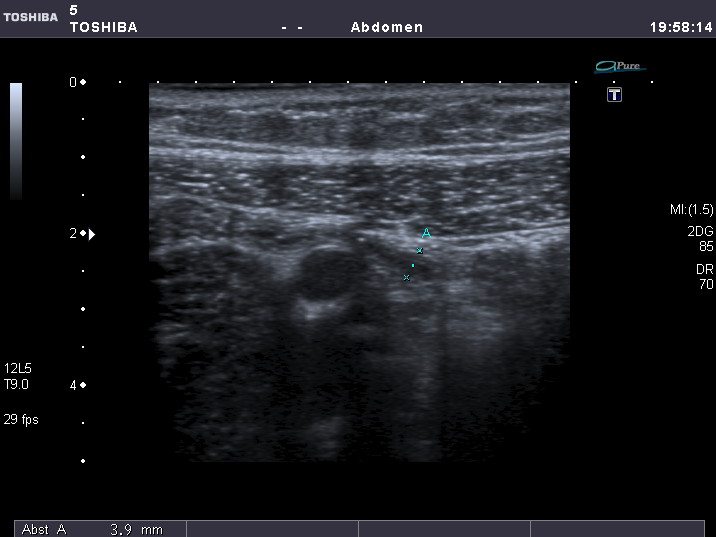 TOSHIBA
5
TOSHIBA
- -
Abdomen
19:58:14
Pure
T
0
2
4
A
MI:(1.5)
2DG
85
DR
70
12L5
T9.0
29 fps
Abst A 3.9 mm